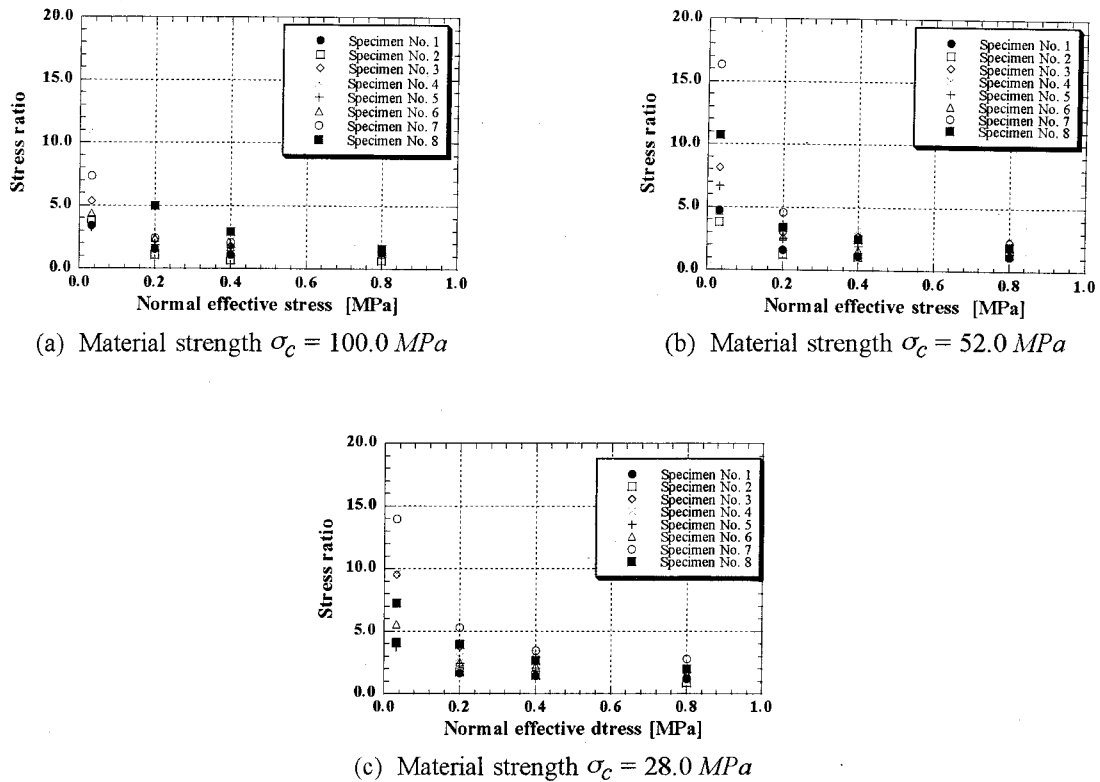 20.0
15.0
10.0
5.0
0.0
Stress ratio
Specimen No. 1
Specimen No. 2
Specimen No. 3
Specimen No. 4
Specimen No. 5
Specimen No. 6
Specimen No. 7
Specimen No. 8
0.0 0.2 0.4 0.6 0.8 1.0
Normal effective stress [MPa]
(a) Material strength σc = 100.0 MPa
20.0
15.0
10.0
5.0
0.0
Stress ratio
Specimen No. 1
Specimen No. 2
Specimen No. 3
Specimen No. 4
Specimen No. 5
Specimen No. 6
Specimen No. 7
Specimen No. 8
0.0 0.2 0.4 0.6 0.8 1.0
Normal effective stress [MPa]
(b) Material strength σc = 52.0 MPa
20.0
15.0
10.0
5.0
0.0
Stress ratio
Specimen No. 1
Specimen No. 2
Specimen No. 3
Specimen No. 4
Specimen No. 5
Specimen No. 6
Specimen No. 7
Specimen No. 8
0.0 0.2 0.4 0.6 0.8 1.0
Normal effective dtress [MPa]
(c) Material strength σc = 28.0 MPa